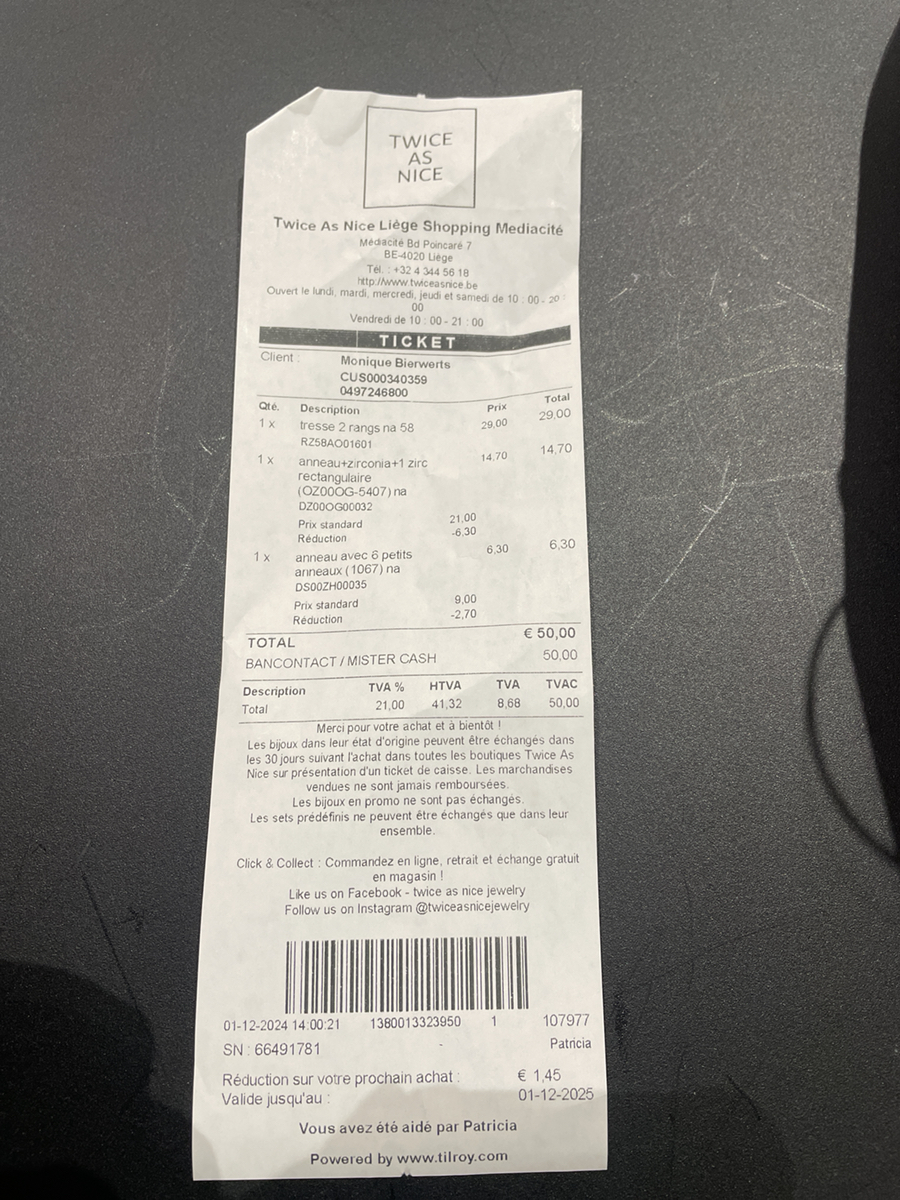 TWICE
AS
NICE
Twice As Nice Liège Shopping Mediacité
Médiacité Bd Poincaré 7
BE-4020 Liège
Tél. : +32 4 344 56 18
http://www.twiceasnice.be
Ouvert le lundi, mardi, mercredi, jeudi et samedi de 10 : 00 - 20 :
00
Vendredi de 10 : 00 - 21 : 00
TICKET
Client : Monique Bierwerts
CUS000340359
0497246800
Qté. Description Prix Total
1 x tresse 2 rangs na 58 29,00 29,00
RZ58AO01601
1 x anneau+zirconia+1 zirc 14,70 14,70
rectangulaire
(OZ00OG-5407) na
DZ00OG00032
Prix standard 21,00
Réduction -6,30
1 x anneau avec 6 petits 6,30 6,30
anneaux (1067) na
DS00ZH00035
Prix standard 9,00
Réduction -2,70
TOTAL € 50,00
BANCONTACT / MISTER CASH 50,00
Description TVA % HTVA TVA TVAC
Total 21,00 41,32 8,68 50,00
Merci pour votre achat et à bientôt !
Les bijoux dans leur état d'origine peuvent être échangés dans
les 30 jours suivant l'achat dans toutes les boutiques Twice As
Nice sur présentation d'un ticket de caisse. Les marchandises
vendues ne sont jamais remboursées.
Les bijoux en promo ne sont pas échangés.
Les sets prédéfinis ne peuvent être échangés que dans leur
ensemble.
Click & Collect : Commandez en ligne, retrait et échange gratuit
en magasin !
Like us on Facebook - twice as nice jewelry
Follow us on Instagram @twiceasnicejewelry
01-12-2024 14:00:21 1380013323950 1 107977
SN : 66491781 - Patricia
Réduction sur votre prochain achat : € 1,45
Valide jusqu'au : 01-12-2025
Vous avez été aidé par Patricia
Powered by www.tilroy.com